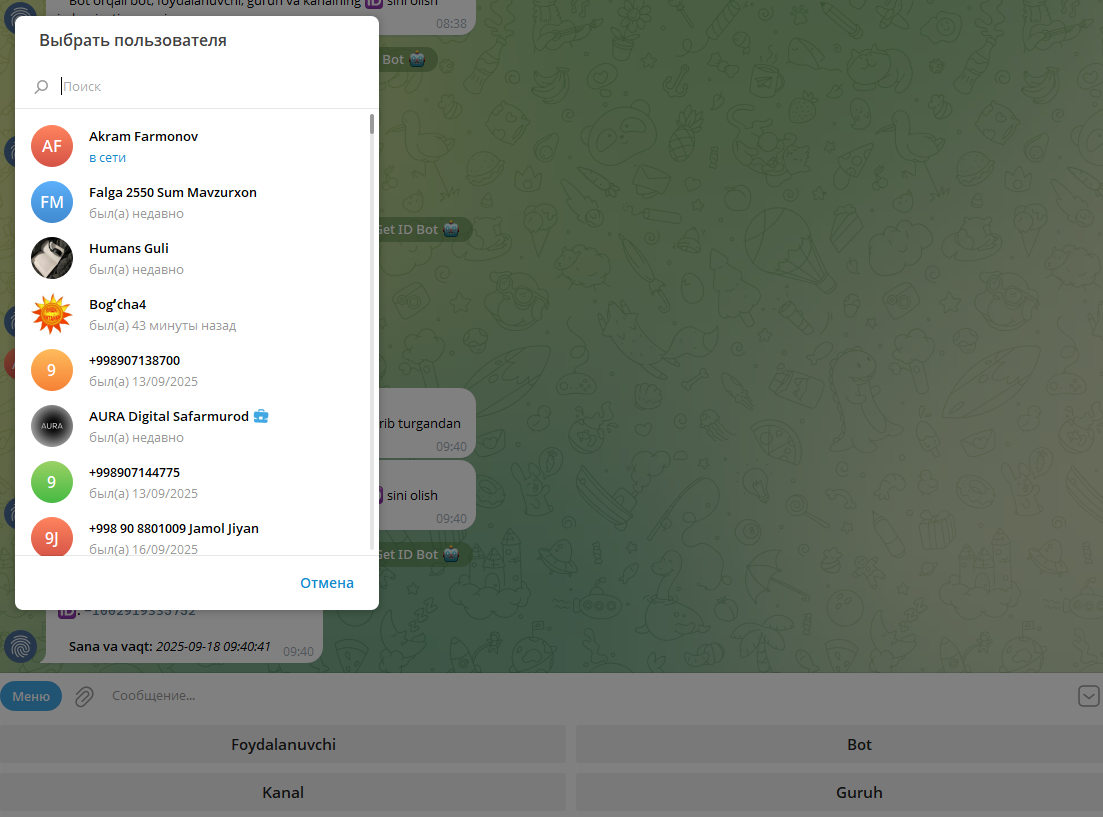 Bot orqali bot, foydalanuvchi, guruh va kanalning ID sini olish
08:38
Выбрать пользователя
Bot
Поиск
AF
Akram Farmonov
в сети
FM
Falga 2550 Sum Mavzurxon
был(а) недавно
Get ID Bot
Humans Guli
был(а) недавно
Bogʻcha4
был(а) 43 минуты назад
9
+998907138700
был(а) 13/09/2025
AURA
AURA Digital Safarmurod
был(а) недавно
rib turgandan
09:40
9
+998907144775
был(а) 13/09/2025
sini olish
09:40
9J
+998 90 8801009 Jamol Jiyan
был(а) 16/09/2025
Get ID Bot
Отмена
ID: -1002919333732
Sana va vaqt: 2025-09-18 09:40:41
09:40
Меню
Сообщение...
Foydalanuvchi
Bot
Kanal
Guruh